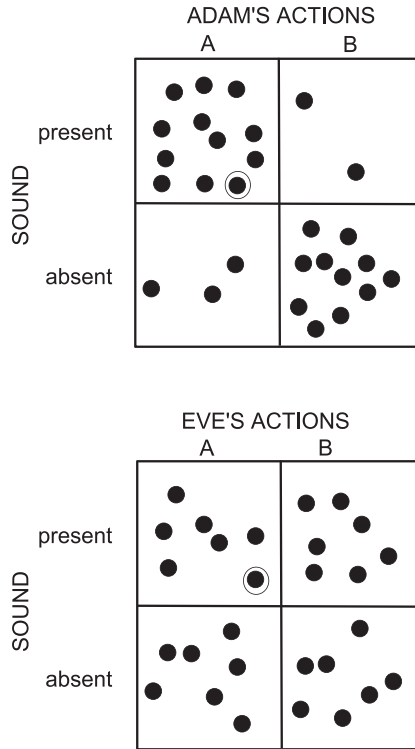 ADAM'S ACTIONS
A B
present
SOUND
absent
EVE'S ACTIONS
A B
present
SOUND
absent